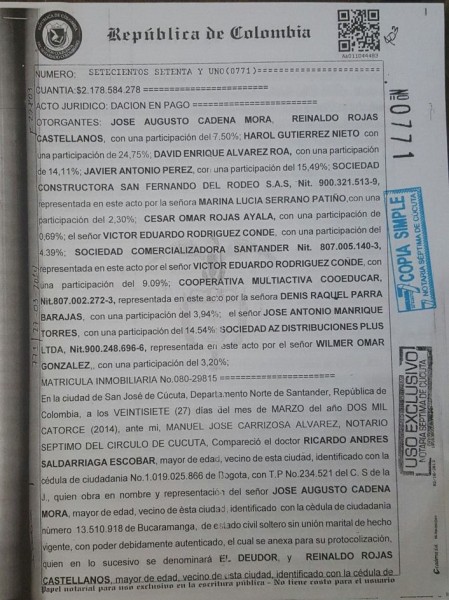 República de Colombia
NUMERO: SETECIENTOS SETENTA Y UNO(0771)=====================
CUANTIA:$2.178.584.278 =======================
ACTO JURIDICO: DACION EN PAGO=====================
OTORGANTES: JOSE AUGUSTO CADENA MORA, REINALDO ROJAS
CASTELLANOS, con una participación del 7.50%; HAROL GUTIERREZ NIETO con
una participación de 24,75%; DAVID ENRIQUE ALVAREZ ROA, con una participación
de 14,11%; JAVIER ANTONIO PEREZ, con una participación del 15,49%; SOCIEDAD
CONSTRUCTORA SAN FERNANDO DEL RODEO S.A.S, Nit. 900.321.513-9,
representada en este acto por la señora MARINA LUCIA SERRANO PATIÑO,con una
participación del 2,30%; CESAR OMAR ROJAS AYALA, con una participación de
0,69%; el señor VICTOR EDUARDO RODRIGUEZ CONDE, con una participación del
4.39%; SOCIEDAD COMERCIALIZADORA SANTANDER Nit. 807.005.140-3,
representada en este acto por el señor VICTOR EDUARDO RODRIGUEZ CONDE, con
una participación del 9.09%; COOPERATIVA MULTIACTIVA COOEDUCAR,
Nit.807.002.272-3, representada en este acto por la señora DENIS RAQUEL PARRA
BARAJAS, con una participación del 3,94%; el señor JOSE ANTONIO MANRIQUE
TORRES, con una participación del 14.54% SOCIEDAD AZ DISTRIBUCIONES PLUS
LTDA, Nit.900.248.696-6, representada en este acto por el señor WILMER OMAR
GONZALEZ,, con una participación del 3,20%;
MATRICULA INMOBILIARIA No.080-29815 =================
En la ciudad de San José de Cúcuta, Departamento Norte de Santander, República de
Colombia, a los VEINTISIETE (27) días del mes de MARZO del año DOS MIL
CATORCE (2014), ante mi, MANUEL JOSE CARRIZOSA ALVAREZ, NOTARIO
SEPTIMO DEL CIRCULO DE CUCUTA, Compareció el doctor RICARDO ANDRES
SALDARRIAGA ESCOBAR, mayor de edad, vecino de ésta ciudad, identificado con la
cédula de ciudadania No.1.019.025.866 de Bogota, con T.P No.234.521 del C. S de la
J., quien obra en nombre y representación del señor JOSE AUGUSTO CADENA
MORA, mayor de edad, vecino de ésta ciudad, identificado con la cédula de ciudadania
número 13.510.918 de Bucaramanga, de estado civil soltero sin unión marital de hecho
vigente, con poder debidamente autenticado, el cual se anexa para su protocolización,
quien en lo sucesivo se denominará EL DEUDOR, y REINALDO ROJAS
CASTELLANOS, mayor de edad, vecino de ésta ciudad, identificado con la cédula de
Papel notarial para uso exclusivo en la escritura pública - No tiene costo para el usuario
Nº 0771
COPIA SIMPLE
NOTARIA SEPTIMA DE CUCUTA
USO EXCLUSIVO
NOTARIA SEPTIMA DE CUCUTA